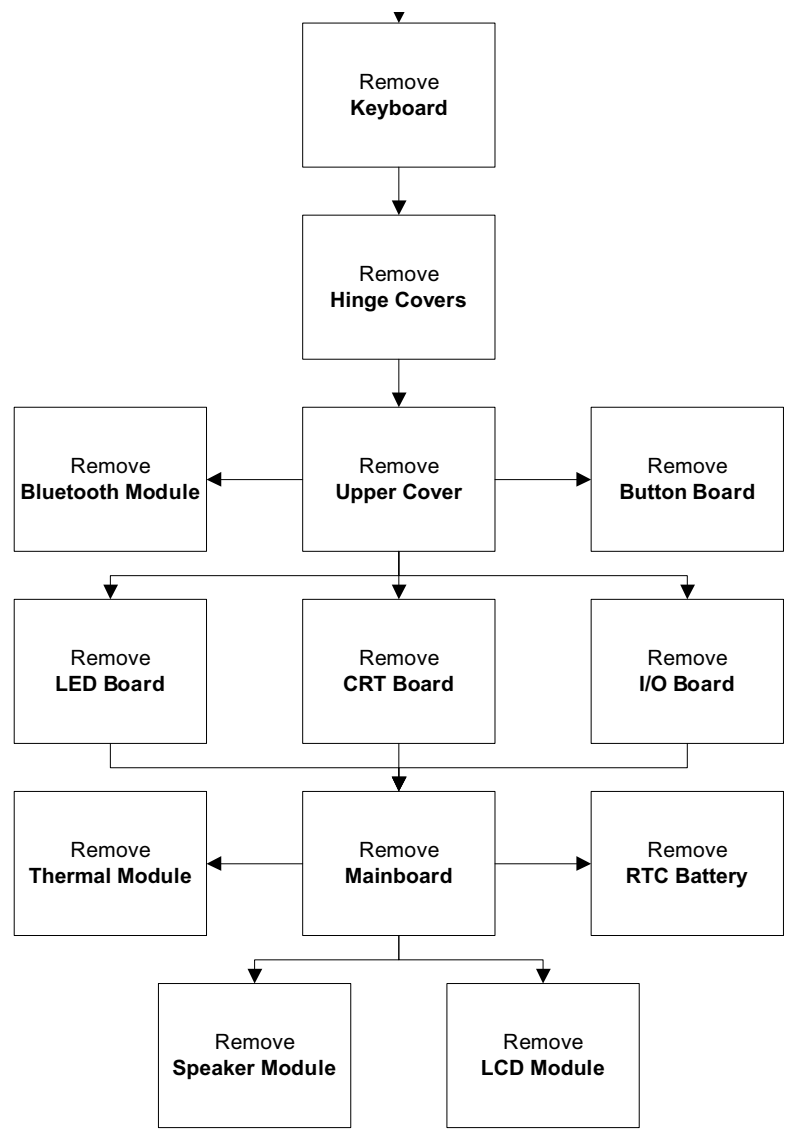 Remove
Keyboard
Remove
Hinge Covers
Remove
Bluetooth Module
Remove
Upper Cover
Remove
Button Board
Remove
LED Board
Remove
CRT Board
Remove
I/O Board
Remove
Thermal Module
Remove
Mainboard
Remove
RTC Battery
Remove
Speaker Module
Remove
LCD Module